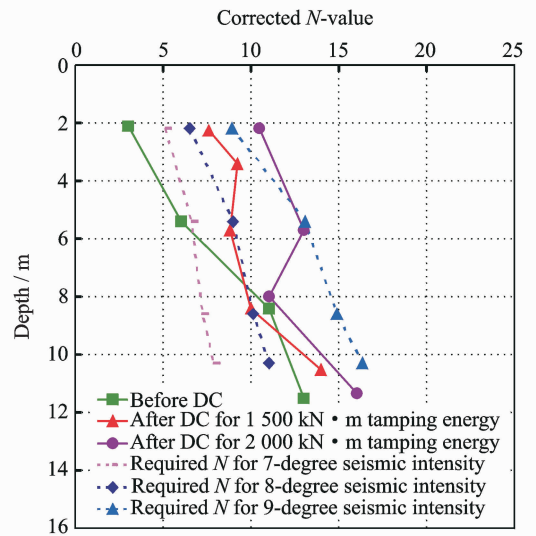 Corrected N-value
0 5 10 15 20 25
0
2
4
6
8
10
12
14
16
Depth / m
Before DC
After DC for 1 500 kN • m tamping energy
After DC for 2 000 kN • m tamping energy
Required N for 7-degree seismic intensity
Required N for 8-degree seismic intensity
Required N for 9-degree seismic intensity